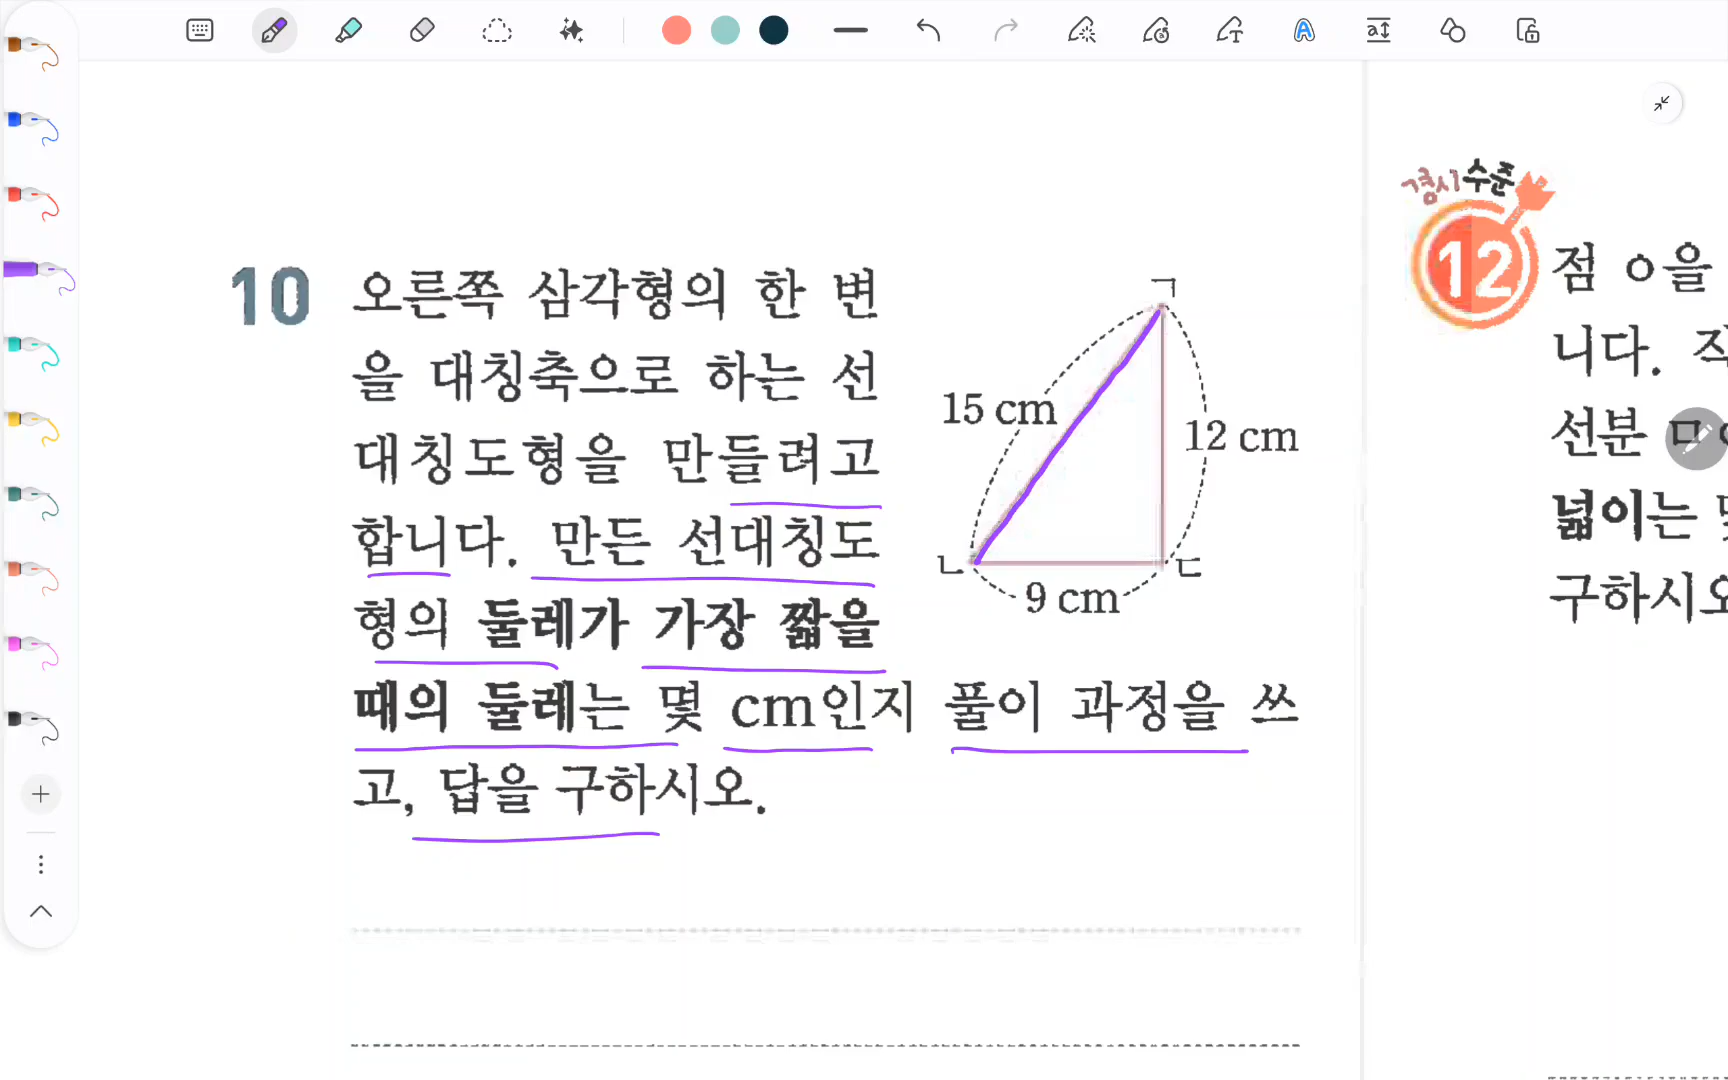 10 오른쪽 삼각형의 한 변
을 대칭축으로 하는 선
대칭도형을 만들려고
합니다. 만든 선대칭도
형의 둘레가 가장 짧을
때의 둘레는 몇 cm인지 풀이 과정을 쓰
고, 답을 구하시오.
ㄱ
15 cm
12 cm
ㄴ
ㄷ
9 cm
경시 수준
12 점 ㅇ을
니다. 직
선분 ㅁ
넓이는 몇
구하시오